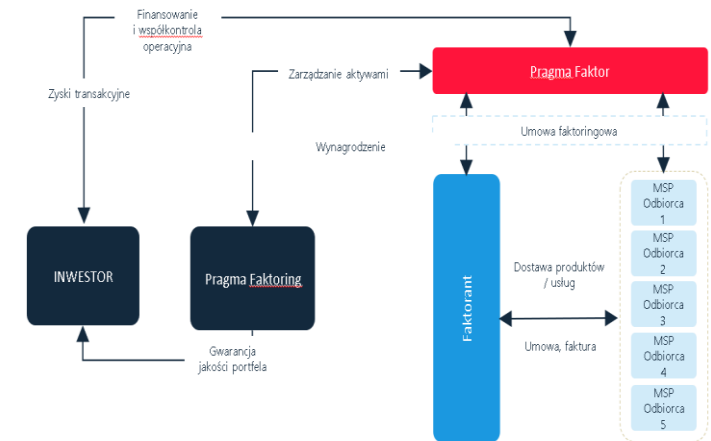 Finansowanie
i współkontrola
operacyjna
Zarządzanie aktywami
Pragma Faktor
Zyski transakcyjne
Umowa faktoringowa
Wynagrodzenie
MSP
Odbiorca
1
MSP
Odbiorca
2
MSP
Odbiorca
3
MSP
Odbiorca
4
MSP
Odbiorca
5
INWESTOR
Pragma Faktoring
Faktorant
Dostawa produktów
/ usług
Umowa, faktura
Gwarancja
jakości portfela